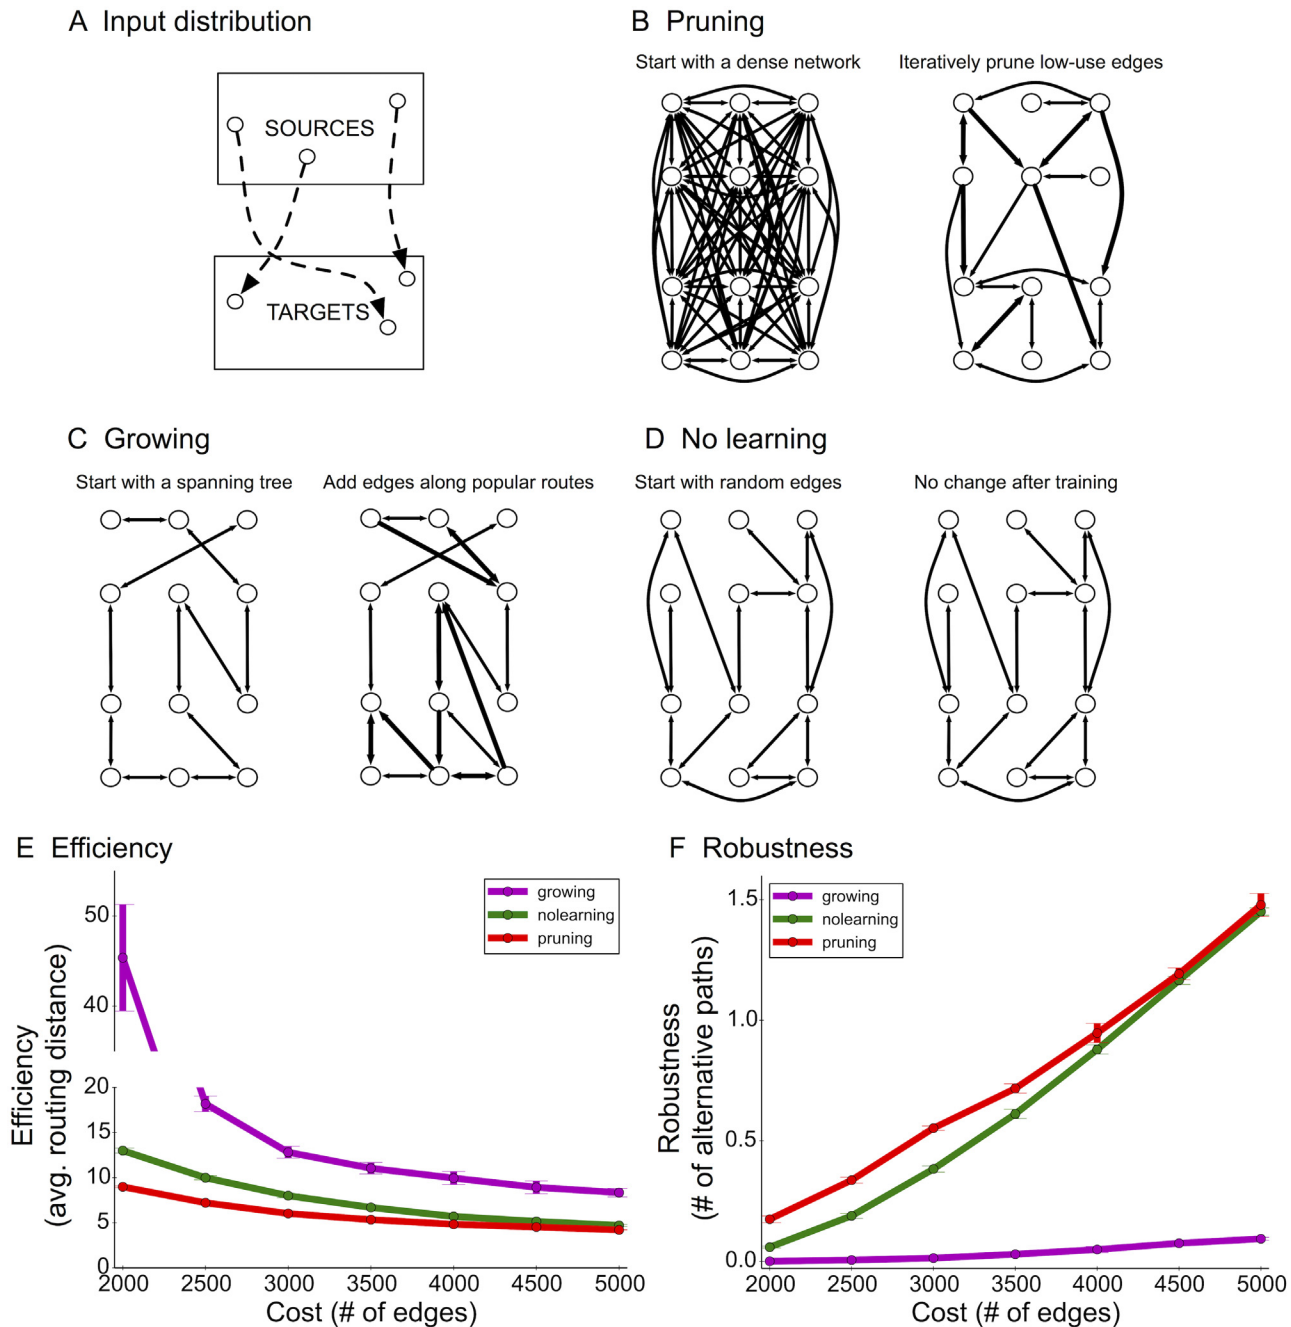 A Input distribution
SOURCES
TARGETS
B Pruning
Start with a dense network
Iteratively prune low-use edges
C Growing
Start with a spanning tree
Add edges along popular routes
D No learning
Start with random edges
No change after training
E Efficiency
growing
nolearning
pruning
50
40
20
15
10
5
0
Efficiency
(avg. routing distance)
2000 2500 3000 3500 4000 4500 5000
Cost (# of edges)
F Robustness
growing
nolearning
pruning
1.5
1.0
0.5
0.0
Robustness
(# of alternative paths)
2000 2500 3000 3500 4000 4500 5000
Cost (# of edges)